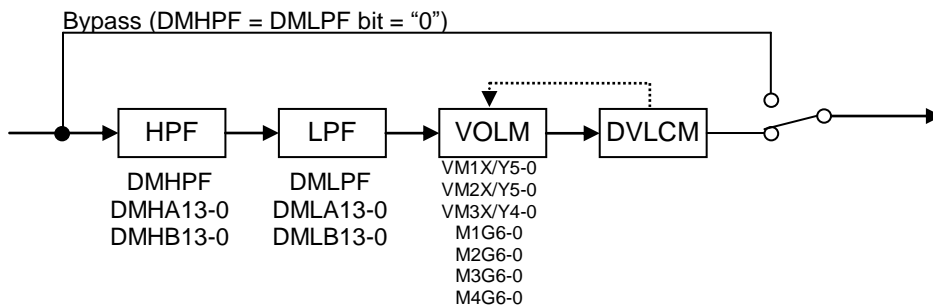 Bypass (DMHPF = DMLPF bit = “0”)
HPF
LPF
VOLM
DVLCM
DMHPF
DMHA13-0
DMHB13-0
DMLPF
DMLA13-0
DMLB13-0
VM1X/Y5-0
VM2X/Y5-0
VM3X/Y4-0
M1G6-0
M2G6-0
M3G6-0
M4G6-0